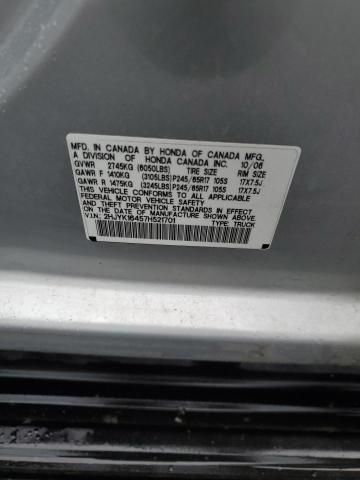 MFD. IN CANADA BY HONDA OF CANADA MFG.
A DIVISION OF HONDA CANADA INC. 10/06
GVWR 2745KG (6050LBS) TIRE SIZE RIM SIZE
GAWR F 1410KG (3105LBS)P245/65R17 105S 17X7.5J
GAWR R 1475KG (3245LBS)P245/65R17 105S 17X7.5J
THIS VEHICLE CONFORMS TO ALL APPLICABLE
FEDERAL MOTOR VEHICLE SAFETY AND
THEFT PREVENTION STANDARDS IN EFFECT
ON THE DATE OF MANUFACTURE SHOWN ABOVE.
V.I.N.: 2HJYK16457H521701
TYPE: TRUCK